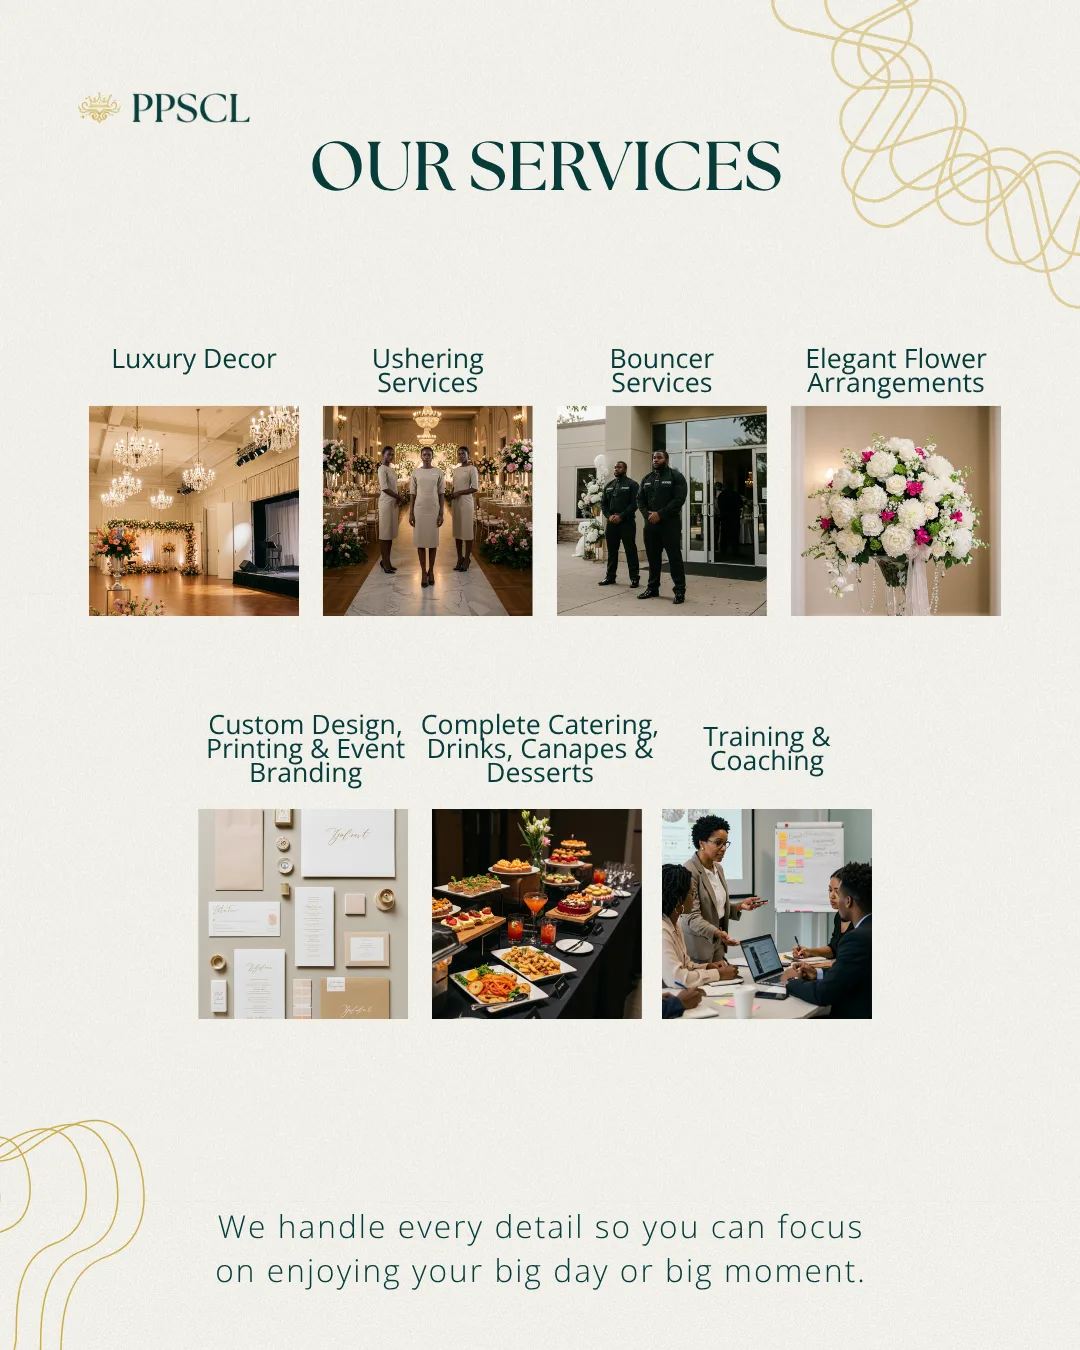 PPSCL
OUR SERVICES
Luxury Decor
Ushering
Services
Bouncer
Services
Elegant Flower
Arrangements
Custom Design,
Printing & Event
Branding
Complete Catering,
Drinks, Canapes &
Desserts
Training &
Coaching
We handle every detail so you can focus
on enjoying your big day or big moment.